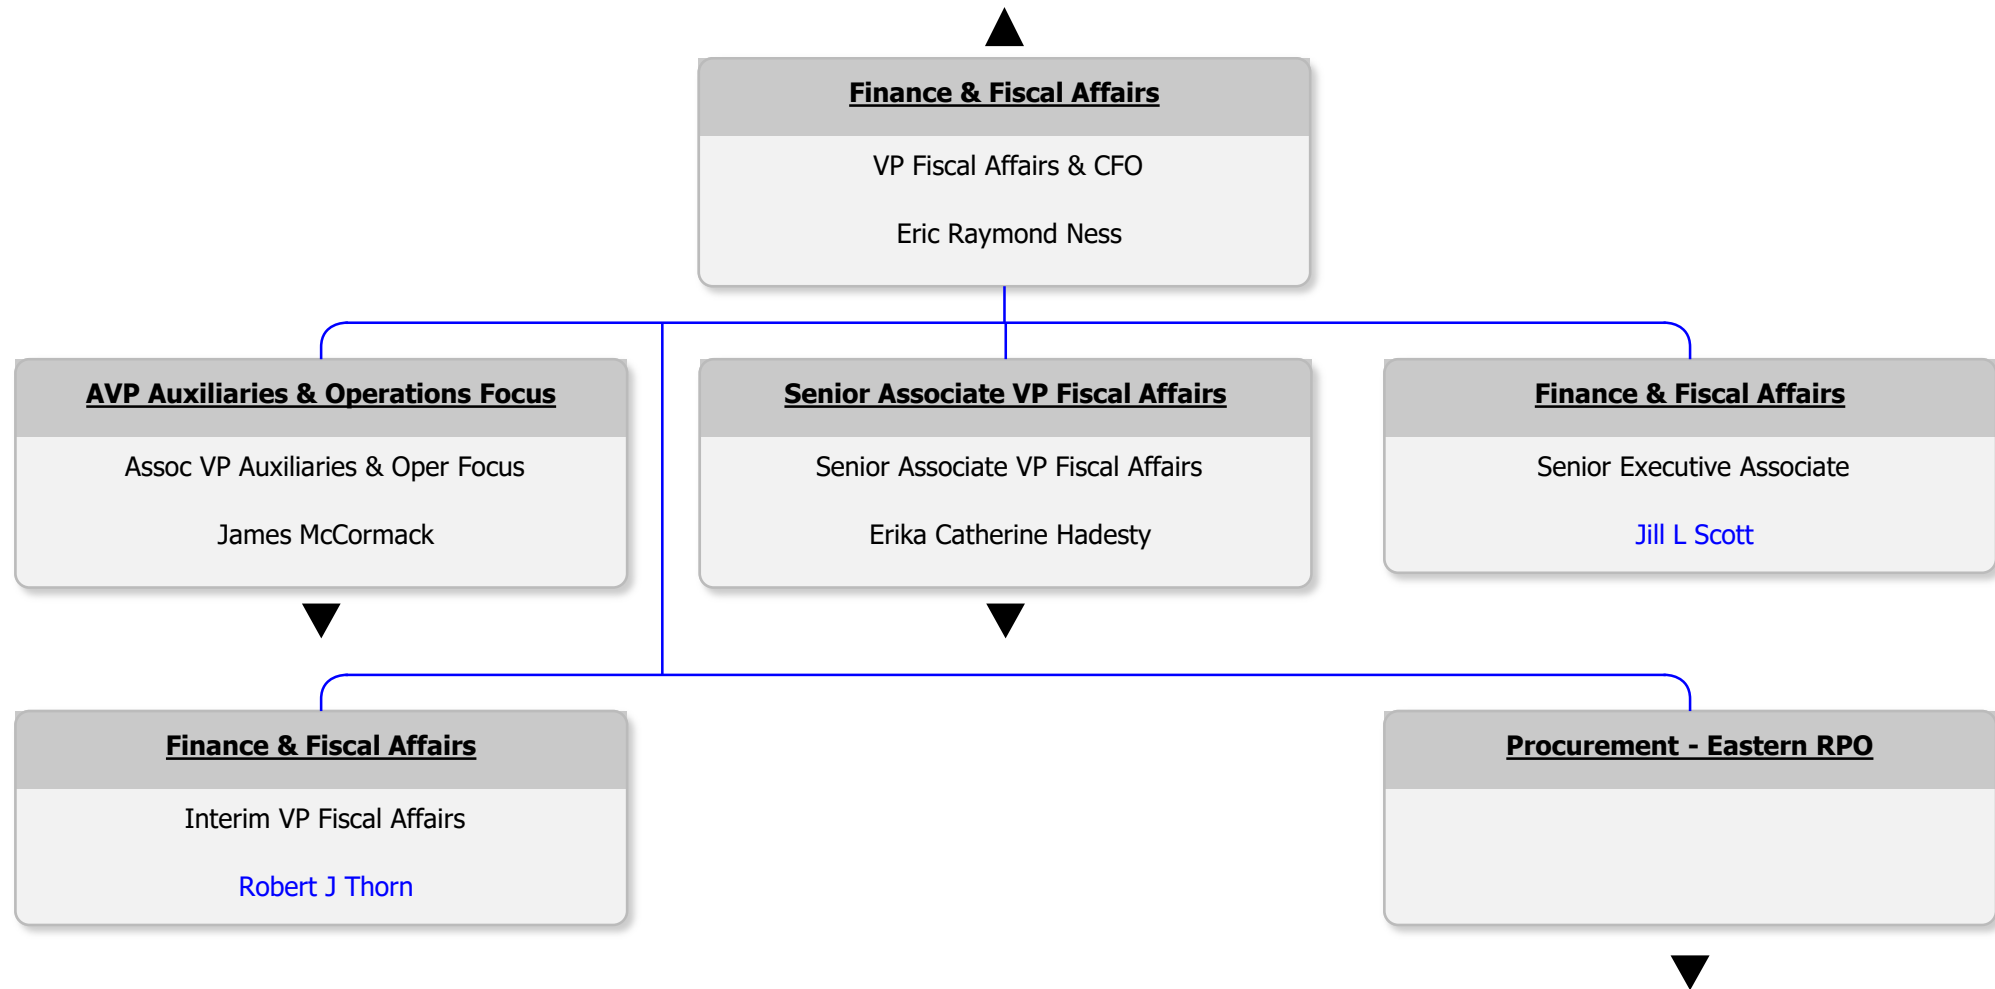 Finance & Fiscal Affairs
VP Fiscal Affairs & CFO
Eric Raymond Ness
AVP Auxiliaries & Operations Focus
Assoc VP Auxiliaries & Oper Focus
James McCormack
Senior Associate VP Fiscal Affairs
Senior Associate VP Fiscal Affairs
Erika Catherine Hadesty
Finance & Fiscal Affairs
Senior Executive Associate
Jill L Scott
Finance & Fiscal Affairs
Interim VP Fiscal Affairs
Robert J Thorn
Procurement - Eastern RPO